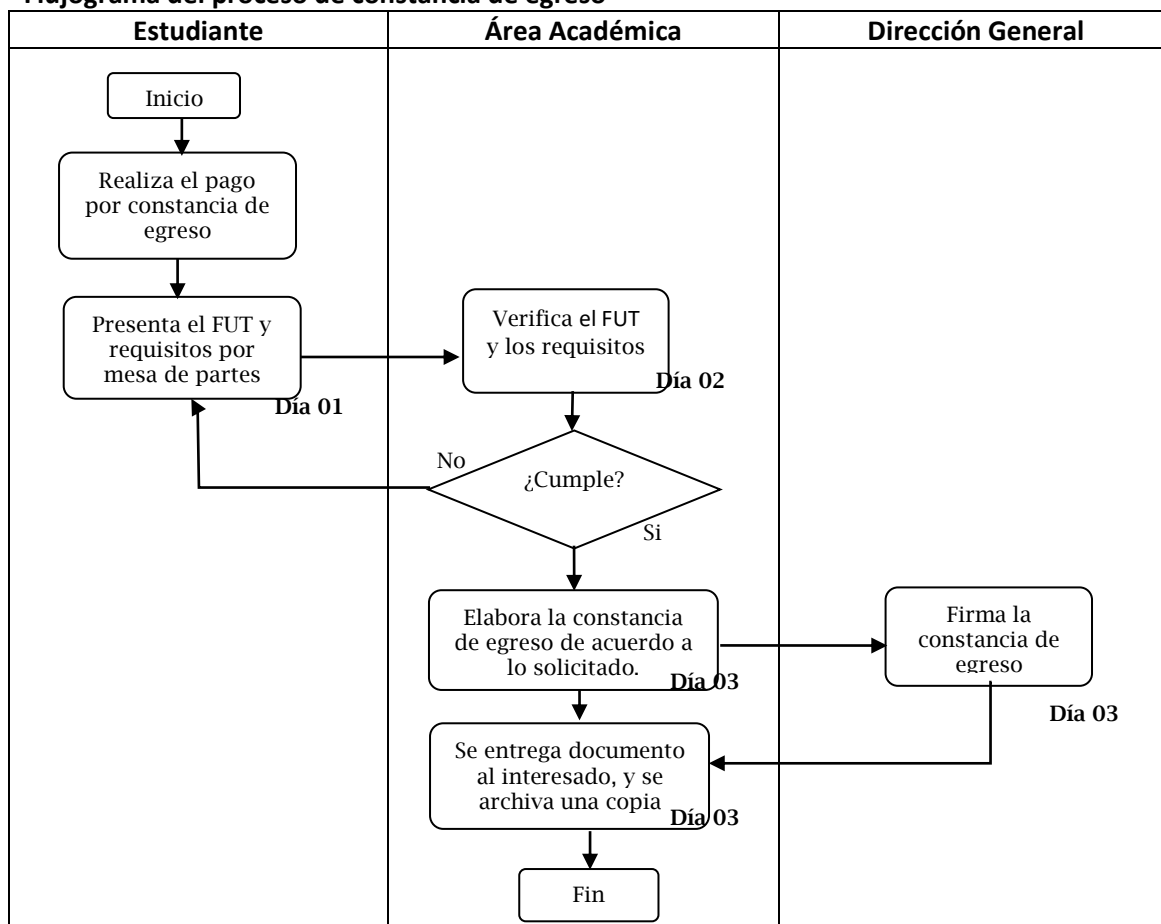 Flujograma del proceso de constancia de egreso
Estudiante
Área Académica
Dirección General
Inicio
Realiza el pago
por constancia de
egreso
Presenta el FUT y
requisitos por
mesa de partes
Día 01
Verifica el FUT
y los requisitos
Día 02
No
¿Cumple?
Si
Elabora la constancia
de egreso de acuerdo a
lo solicitado.
Día 03
Firma la
constancia de
egreso
Día 03
Se entrega documento
al interesado, y se
archiva una copia
Día 03
Fin